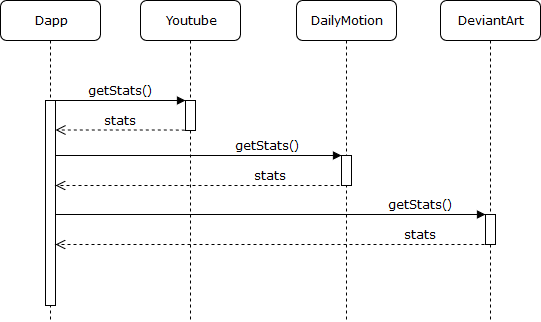 Dapp
Youtube
DailyMotion
DeviantArt
getStats()
stats
getStats()
stats
getStats()
stats